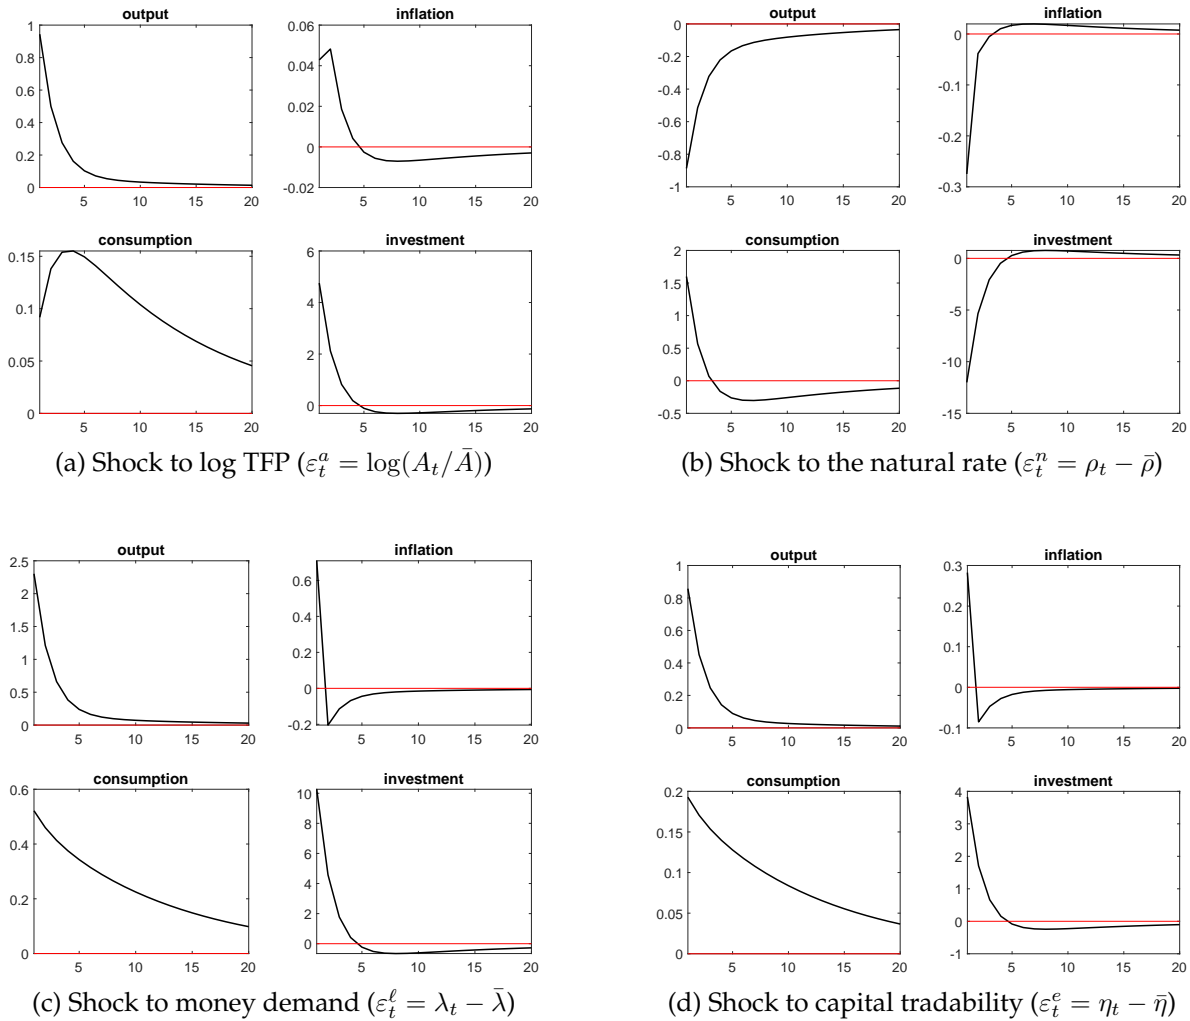 output
1
0.8
0.6
0.4
0.2
0
5 10 15 20
inflation
0.06
0.04
0.02
0
-0.02
5 10 15 20
consumption
0.15
0.1
0.05
0
5 10 15 20
investment
6
4
2
0
5 10 15 20
(a) Shock to log TFP (ε_t^a = log(A_t/Ā))
output
0
-0.2
-0.4
-0.6
-0.8
-1
5 10 15 20
inflation
0
-0.1
-0.2
-0.3
5 10 15 20
consumption
2
1.5
1
0.5
0
-0.5
5 10 15 20
investment
0
-5
-10
-15
5 10 15 20
(b) Shock to the natural rate (ε_t^n = ρ_t − ρ̄)
output
2.5
2
1.5
1
0.5
0
5 10 15 20
inflation
0.6
0.4
0.2
0
-0.2
5 10 15 20
consumption
0.6
0.4
0.2
0
5 10 15 20
investment
10
8
6
4
2
0
5 10 15 20
(c) Shock to money demand (ε_t^ℓ = λ_t − λ̄)
output
1
0.8
0.6
0.4
0.2
0
5 10 15 20
inflation
0.3
0.2
0.1
0
-0.1
5 10 15 20
consumption
0.2
0.15
0.1
0.05
0
5 10 15 20
investment
4
3
2
1
0
-1
5 10 15 20
(d) Shock to capital tradability (ε_t^e = η_t − η̄)